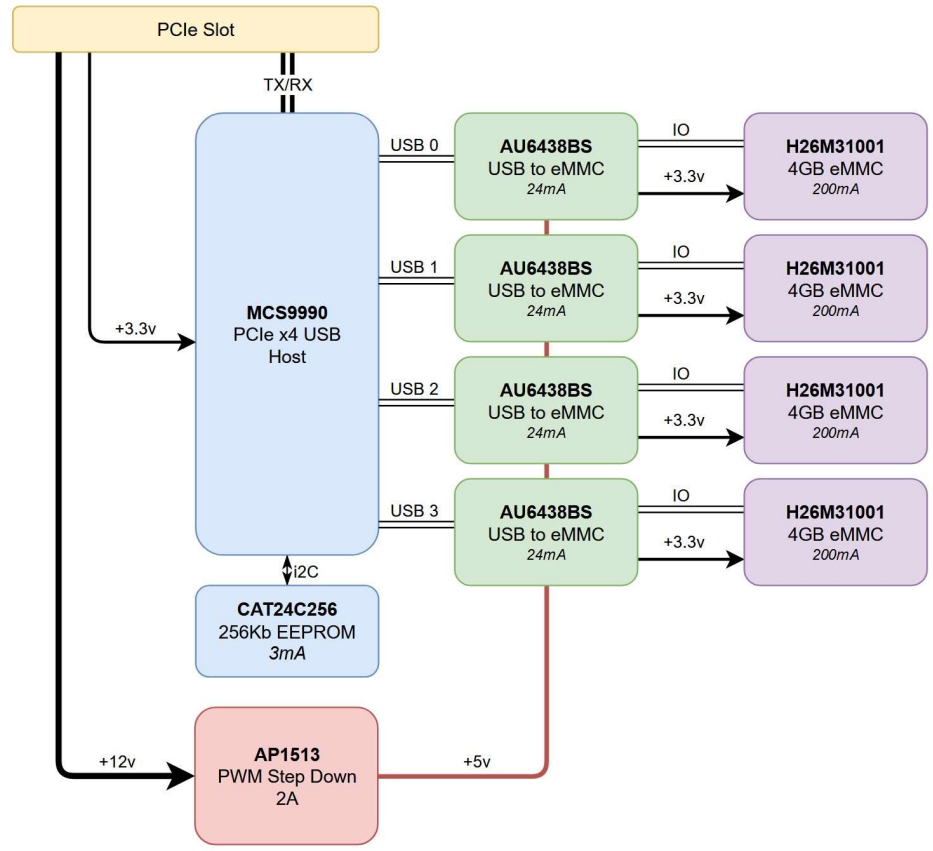 PCIe Slot
TX/RX
USB 0
AU6438BS
USB to eMMC
24mA
IO
+3.3v
H26M31001
4GB eMMC
200mA
USB 1
AU6438BS
USB to eMMC
24mA
IO
+3.3v
H26M31001
4GB eMMC
200mA
+3.3v
MCS9990
PCIe x4 USB
Host
USB 2
AU6438BS
USB to eMMC
24mA
IO
+3.3v
H26M31001
4GB eMMC
200mA
USB 3
AU6438BS
USB to eMMC
24mA
IO
+3.3v
H26M31001
4GB eMMC
200mA
i2C
CAT24C256
256Kb EEPROM
3mA
+12v
AP1513
PWM Step Down
2A
+5v